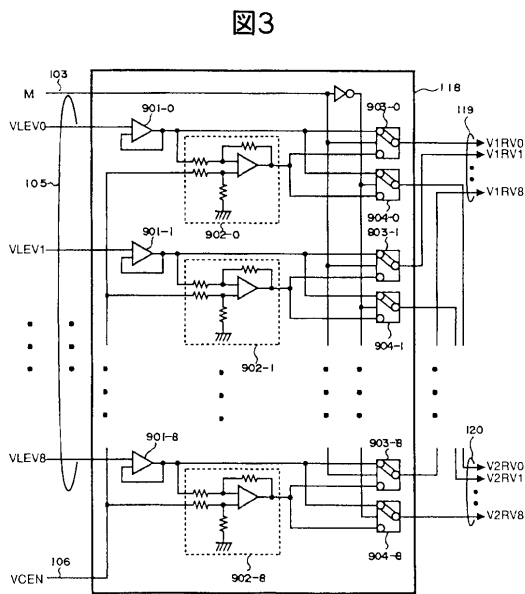 図3
103
M
118
901-0
903-0
119
VLEV0
V1RV0
V1RV1
105
V1RV8
902-0
904-0
901-1
803-1
VLEV1
902-1
904-1
901-8
903-8
120
VLEV8
V2RV0
V2RV1
V2RV8
106
904-8
VCEN
902-8